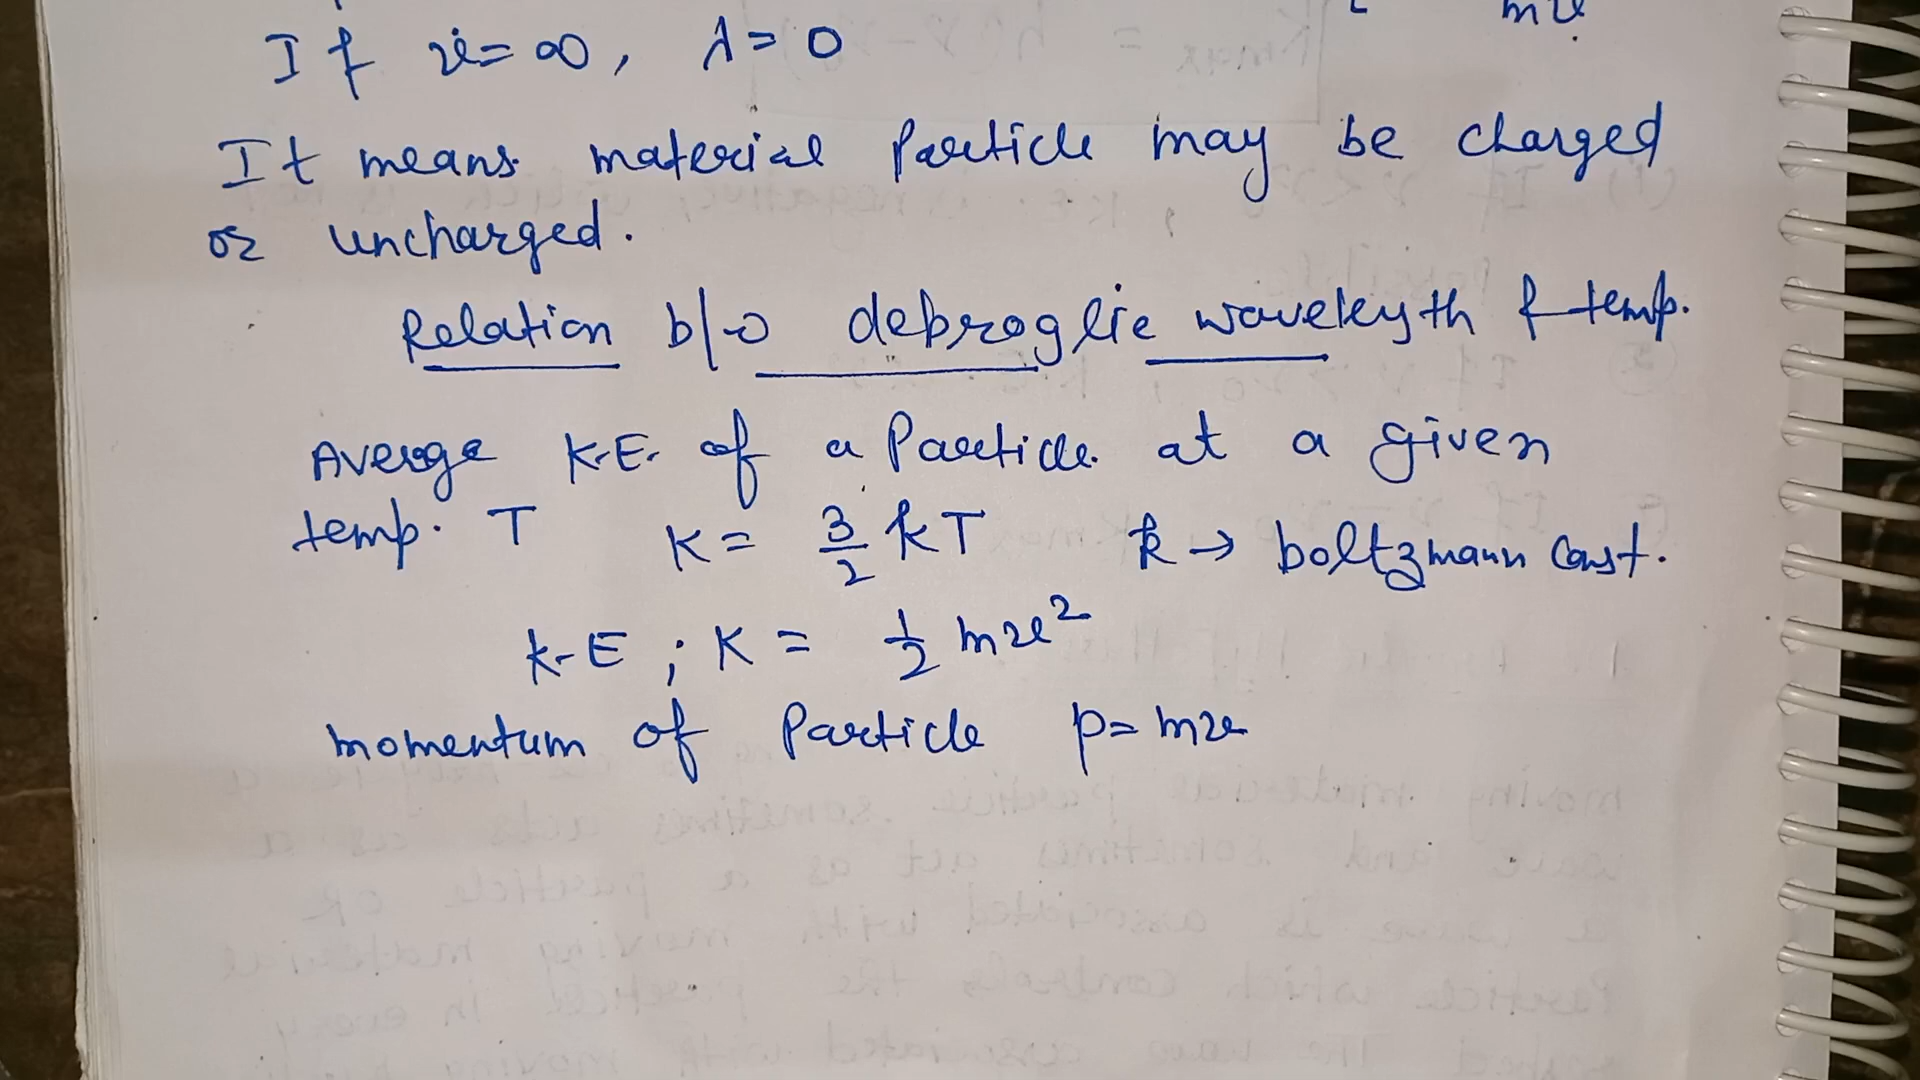 mv
If v = ∞, λ = 0
It means material Particle may be charged
or uncharged.
Relation b/w debroglie wavelength & temp.
Average K.E. of a Particle at a given
temp. T K = 3/2 kT k → boltzmann Const.
k.E ; K = 1/2 mv²
momentum of Particle p = mv